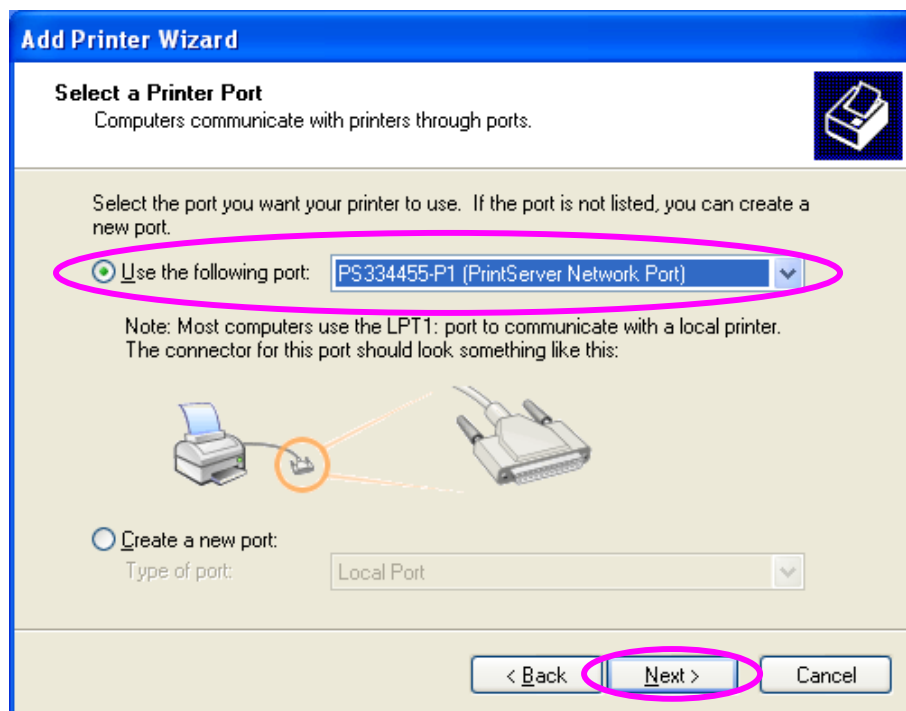 Add Printer Wizard
Select a Printer Port
Computers communicate with printers through ports.
Select the port you want your printer to use. If the port is not listed, you can create a
new port.
Use the following port: PS334455-P1 (PrintServer Network Port)
Note: Most computers use the LPT1: port to communicate with a local printer.
The connector for this port should look something like this:
Create a new port:
Type of port: Local Port
< Back Next > Cancel